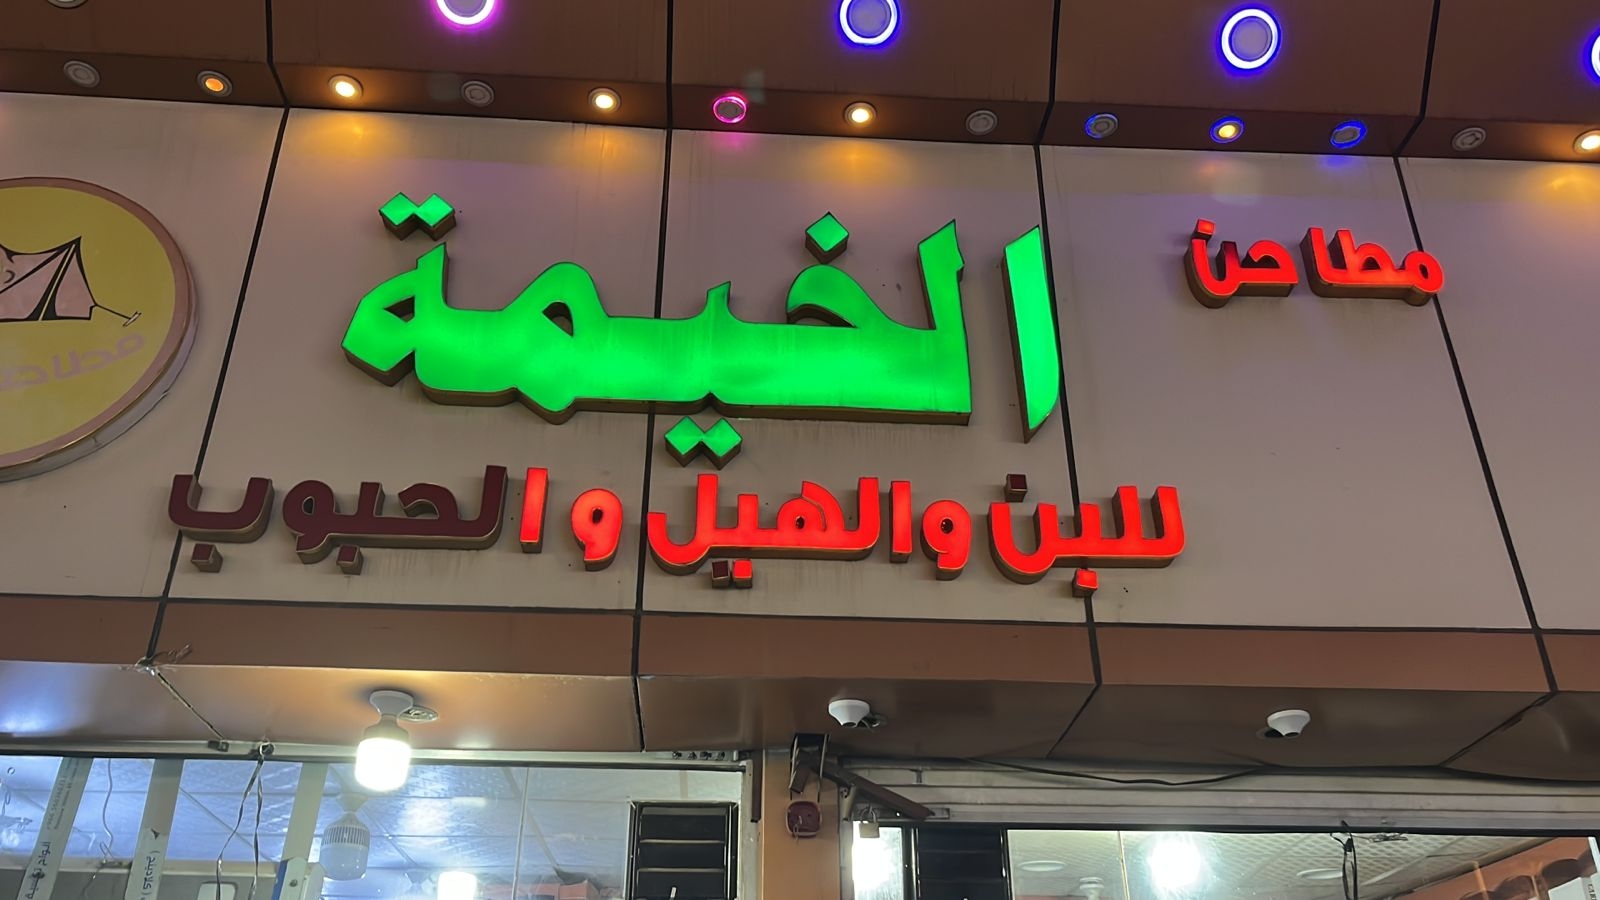 مطاحن
الخيمة
للبن والهيل و الحبوب